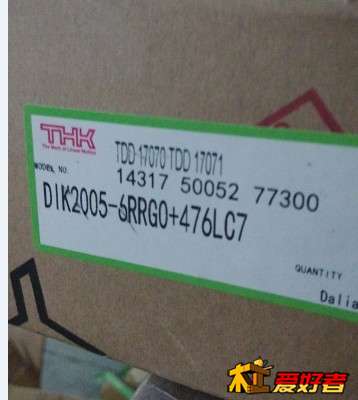 THK
The Mark of Linear Motion
TDD 17070 TDD 17071
MODEL NO.
14317 50052 77300
DIK2005-6RRG0+476LC7
QUANTITY
Dalia
爱好者